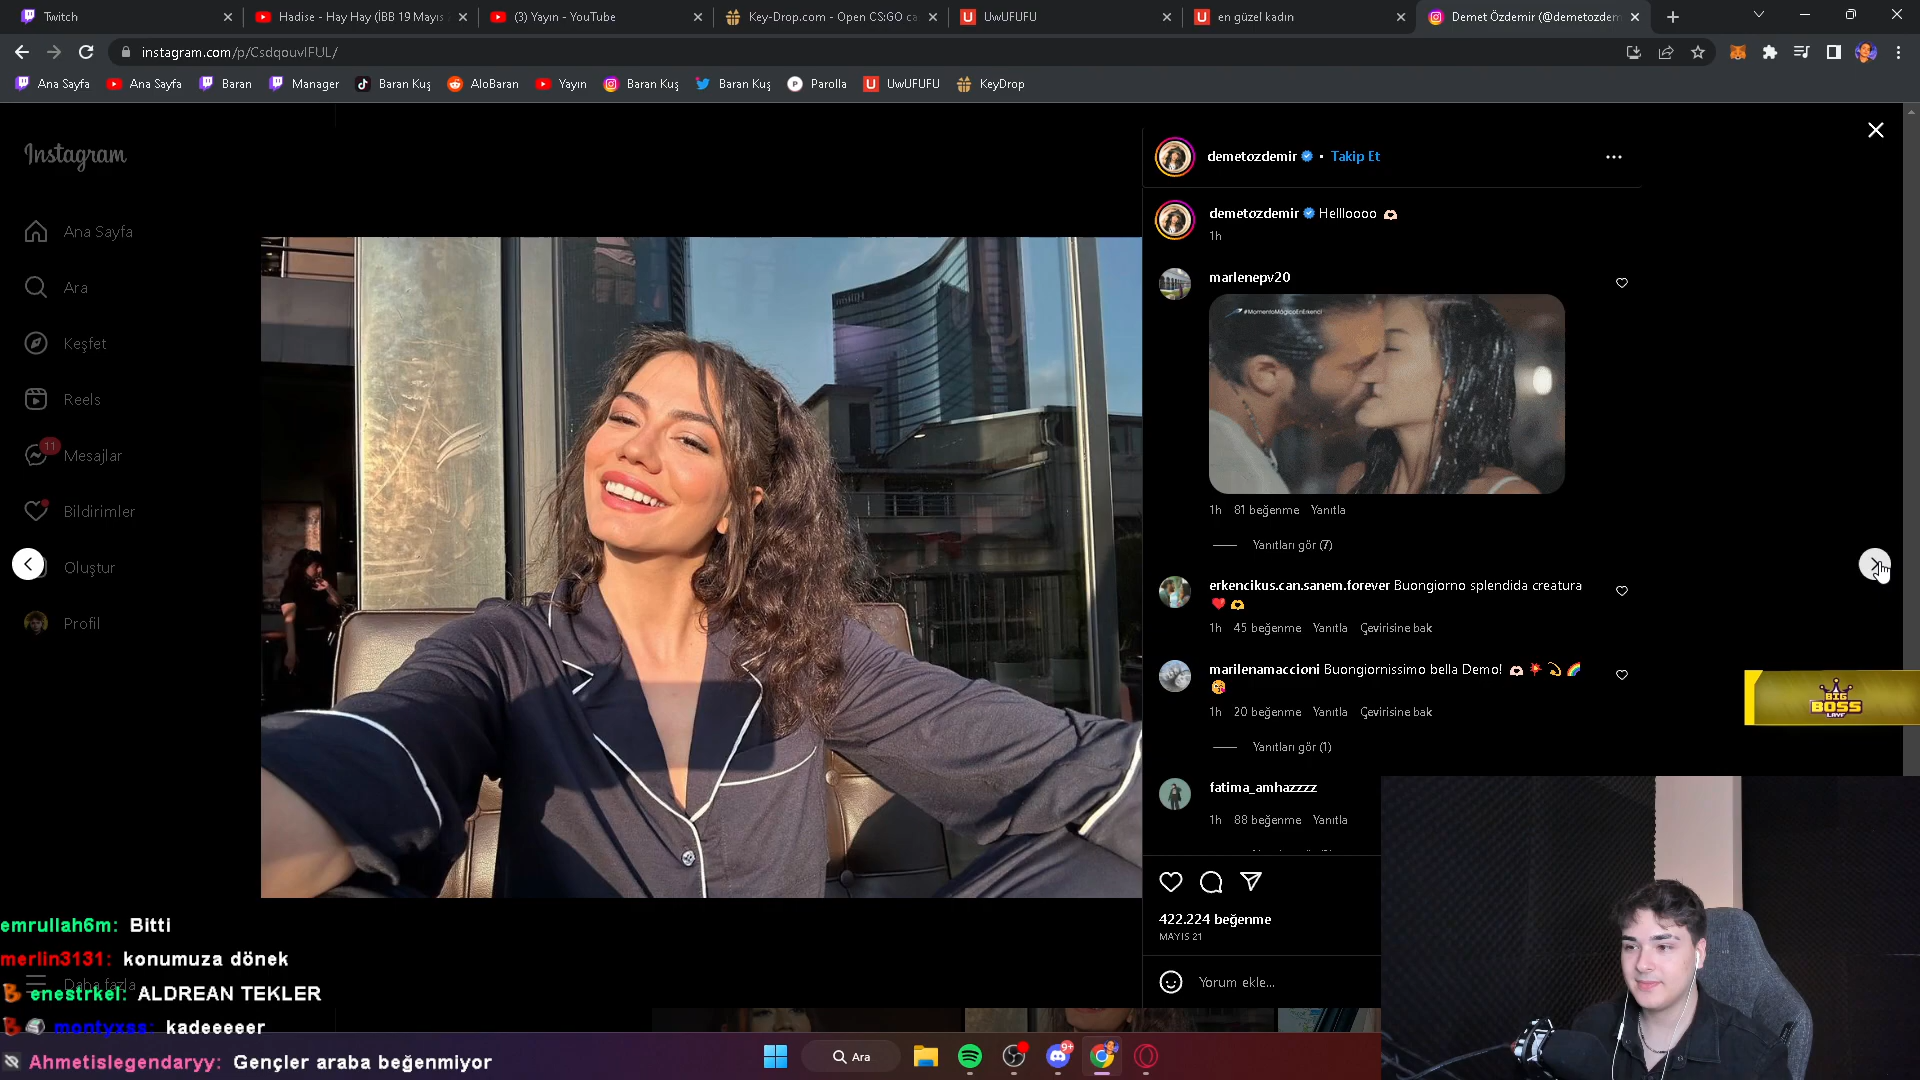 Twitch
Hadise - Hay Hay (İBB 19 Mayıs
(3) Yayın - YouTube
Key-Drop.com - Open CS:GO ca
UwUFUFU
en güzel kadın
Demet Özdemir (@demetozdem
instagram.com/p/CsdqouvIFUL/
Ana Sayfa
Ana Sayfa
Baran
Manager
Baran Kuş
AloBaran
Yayın
Baran Kuş
Baran Kuş
Parolla
UwUFUFU
KeyDrop
Instagram
Ana Sayfa
Ara
Keşfet
Reels
11
Mesajlar
Bildirimler
Oluştur
Profil
Daha fazla
demetozdemir • Takip Et
demetozdemir Hellloooo 🫶🏻
1h
marlenepv20
#MomentoMágicoEnErkenci
1h 81 beğenme Yanıtla
Yanıtları gör (7)
erkencikus.can.sanem.forever Buongiorno splendida creatura
❤️🫶
1h 45 beğenme Yanıtla Çevirisine bak
marilenamaccioni Buongiornissimo bella Demo! 🫶🏻 💥 💫 🌈
😘
1h 20 beğenme Yanıtla Çevirisine bak
Yanıtları gör (1)
fatima_amhazzzz
1h 88 beğenme Yanıtla
422.224 beğenme
MAYIS 21
Yorum ekle...
BIG
BOSS
LAYF
emrullah6m: Bitti
merlin3131: konumuza dönek
enestrkel: ALDREAN TEKLER
montyxss: kadeeeeer
Ahmetislegendaryy: Gençler araba beğenmiyor
Ara
9+